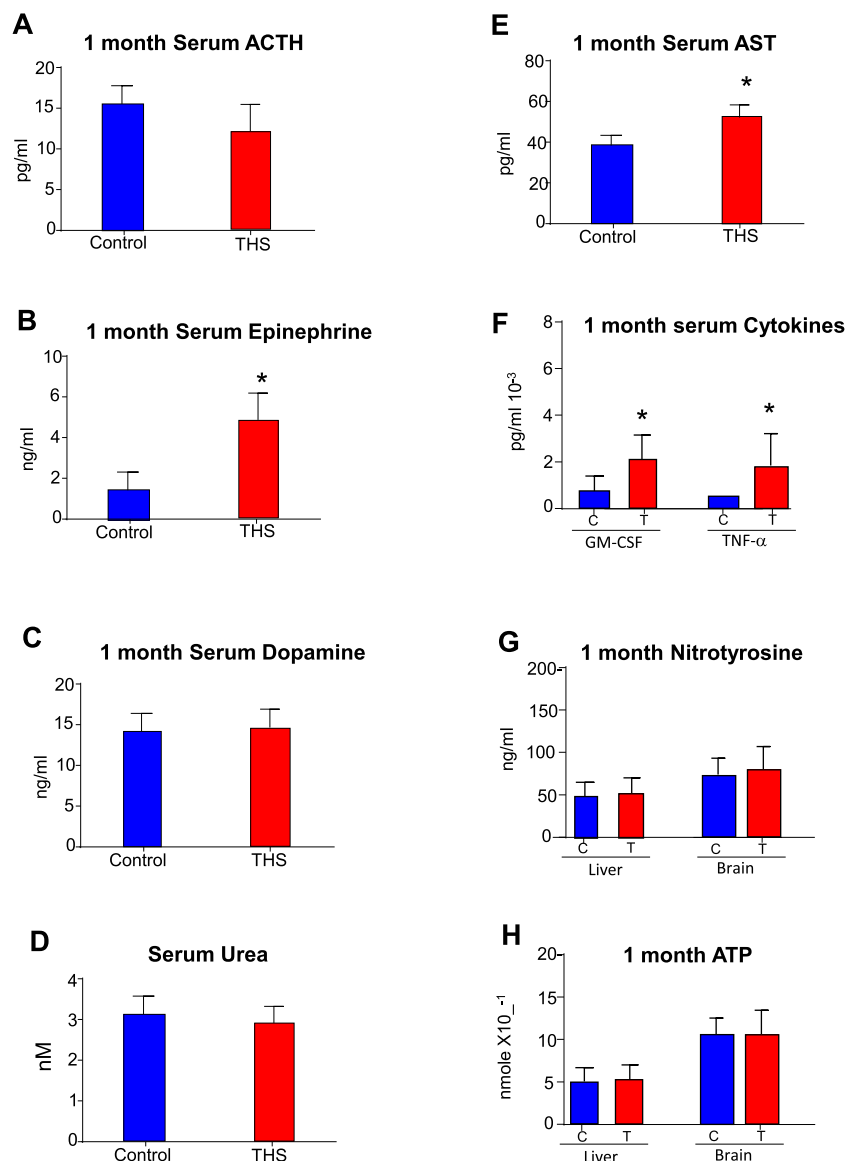 A
1 month Serum ACTH
20
15
10
5
0
pg/ml
Control THS
B
1 month Serum Epinephrine
10
6
4
2
0
ng/ml
*
Control THS
C
1 month Serum Dopamine
20
15
10
5
0
ng/ml
Control THS
D
Serum Urea
4
3
2
1
0
nM
Control THS
E
1 month Serum AST
80
60
40
20
0
pg/ml
*
Control THS
F
1 month serum Cytokines
8
6
4
2
0
pg/ml 10-3
* *
C T C T
GM-CSF TNF-α
G
1 month Nitrotyrosine
200
150
100
50
0
ng/ml
C T C T
Liver Brain
H
1 month ATP
20
15
10
5
0
nmole X10_-1
C T C T
Liver Brain